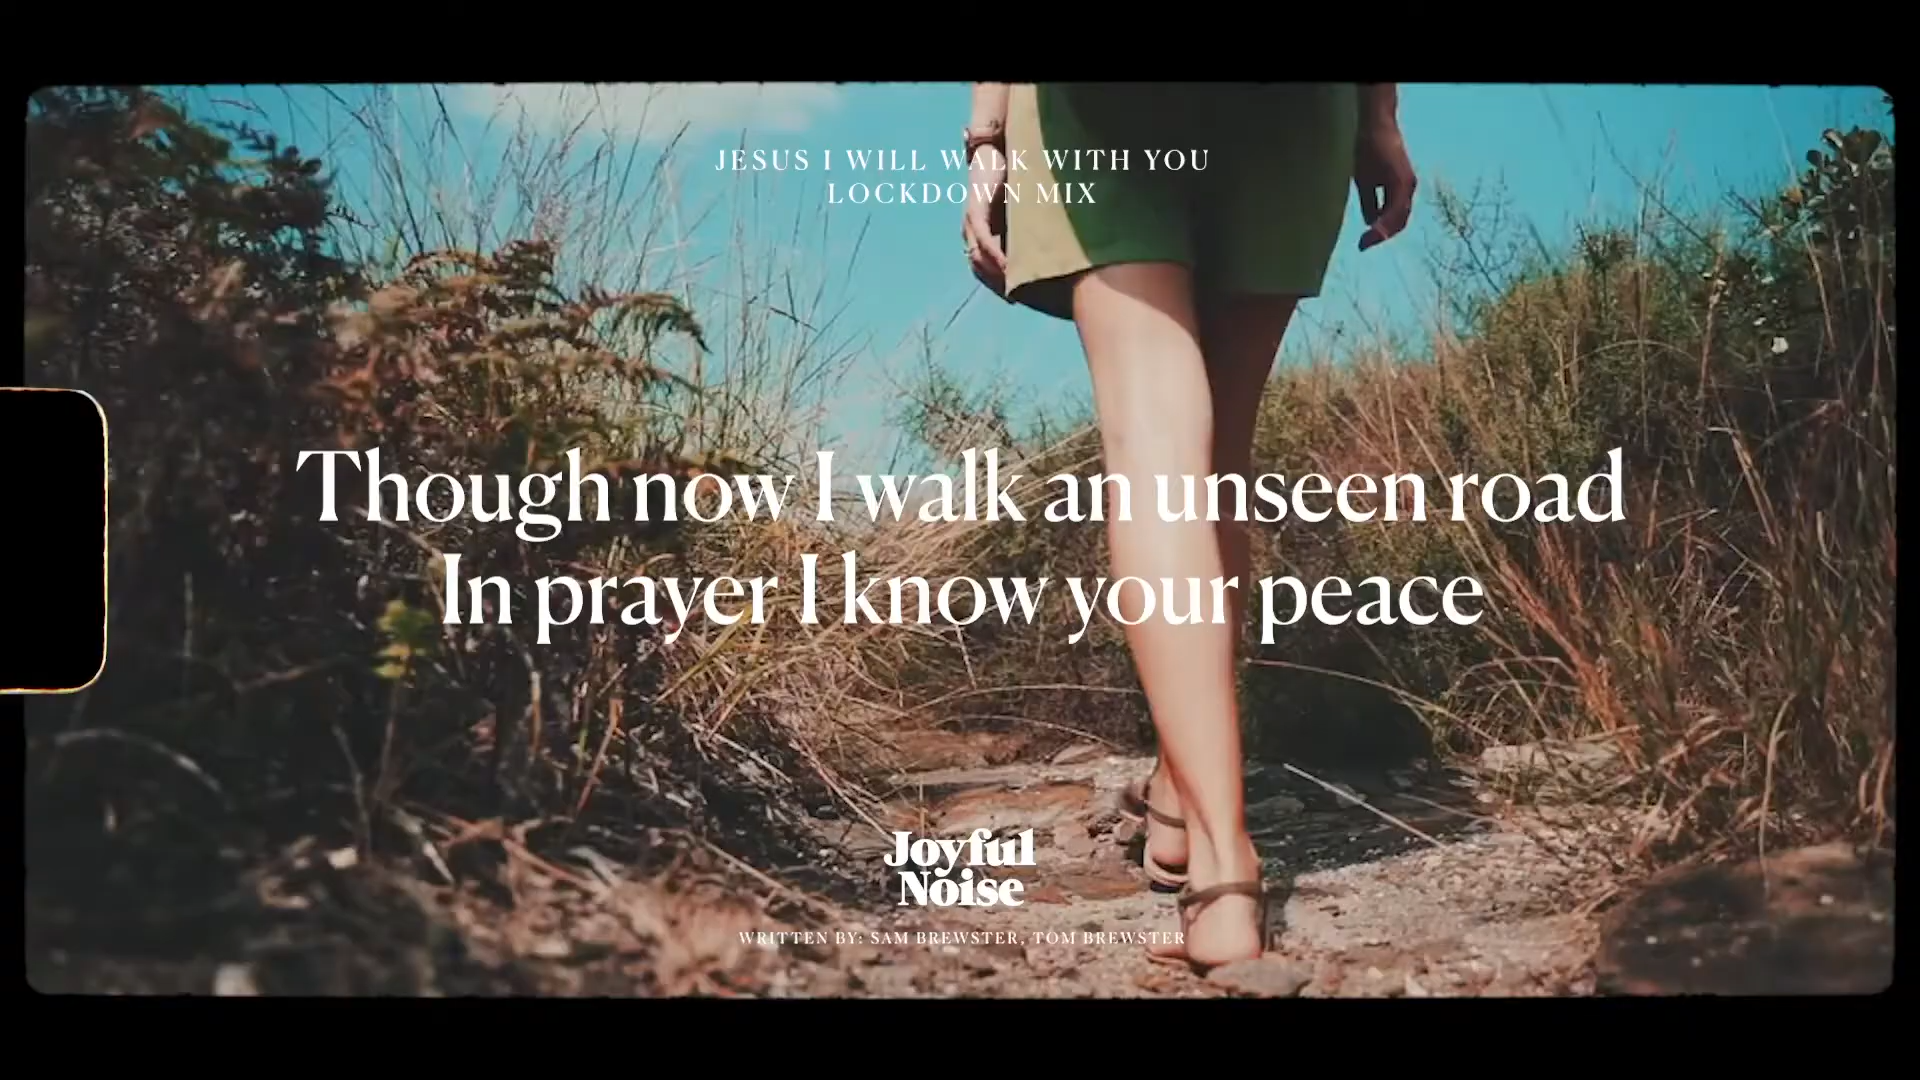 JESUS I WILL WALK WITH YOU
LOCKDOWN MIX
Though now I walk an unseen road
In prayer I know your peace
Joyful
Noise
WRITTEN BY: SAM BREWSTER, TOM BREWSTER